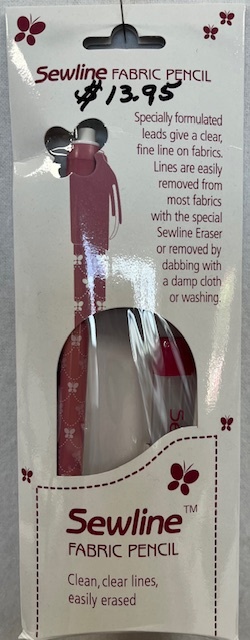 Sewline FABRIC PENCIL
$13.95
Specially formulated
leads give a clear,
fine line on fabrics.
Lines are easily
removed from
most fabrics
with the special
Sewline Eraser
or removed by
dabbing with
a damp cloth
or washing.
Se
Sewline™
FABRIC PENCIL
Clean, clear lines,
easily erased